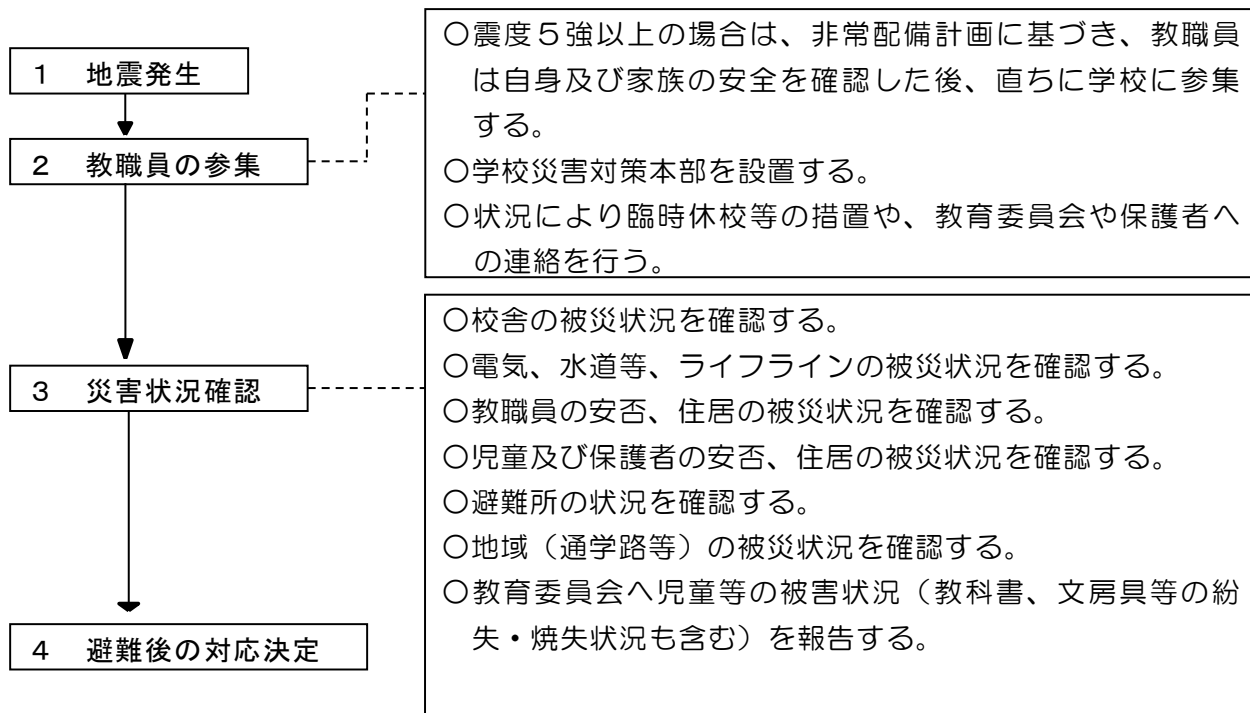 １　地震発生
２　教職員の参集
○震度５強以上の場合は、非常配備計画に基づき、教職員
は自身及び家族の安全を確認した後、直ちに学校に参集
する。
○学校災害対策本部を設置する。
○状況により臨時休校等の措置や、教育委員会や保護者へ
の連絡を行う。
３　災害状況確認
○校舎の被災状況を確認する。
○電気、水道等、ライフラインの被災状況を確認する。
○教職員の安否、住居の被災状況を確認する。
○児童及び保護者の安否、住居の被災状況を確認する。
○避難所の状況を確認する。
○地域（通学路等）の被災状況を確認する。
○教育委員会へ児童等の被害状況（教科書、文房具等の紛
失・焼失状況も含む）を報告する。
４　避難後の対応決定